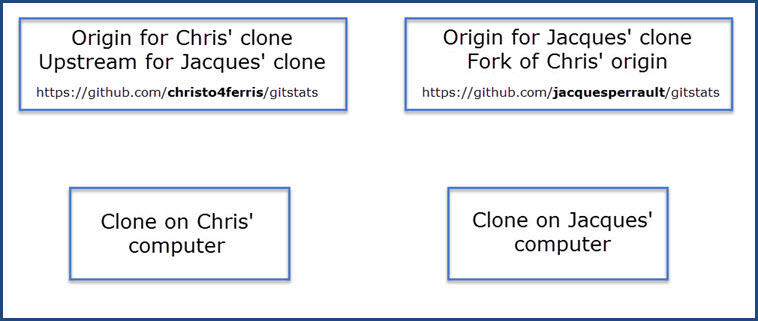 Origin for Chris' clone
Upstream for Jacques' clone
https://github.com/christo4ferris/gitstats
Origin for Jacques' clone
Fork of Chris' origin
https://github.com/jacquesperrault/gitstats
Clone on Chris'
computer
Clone on Jacques'
computer